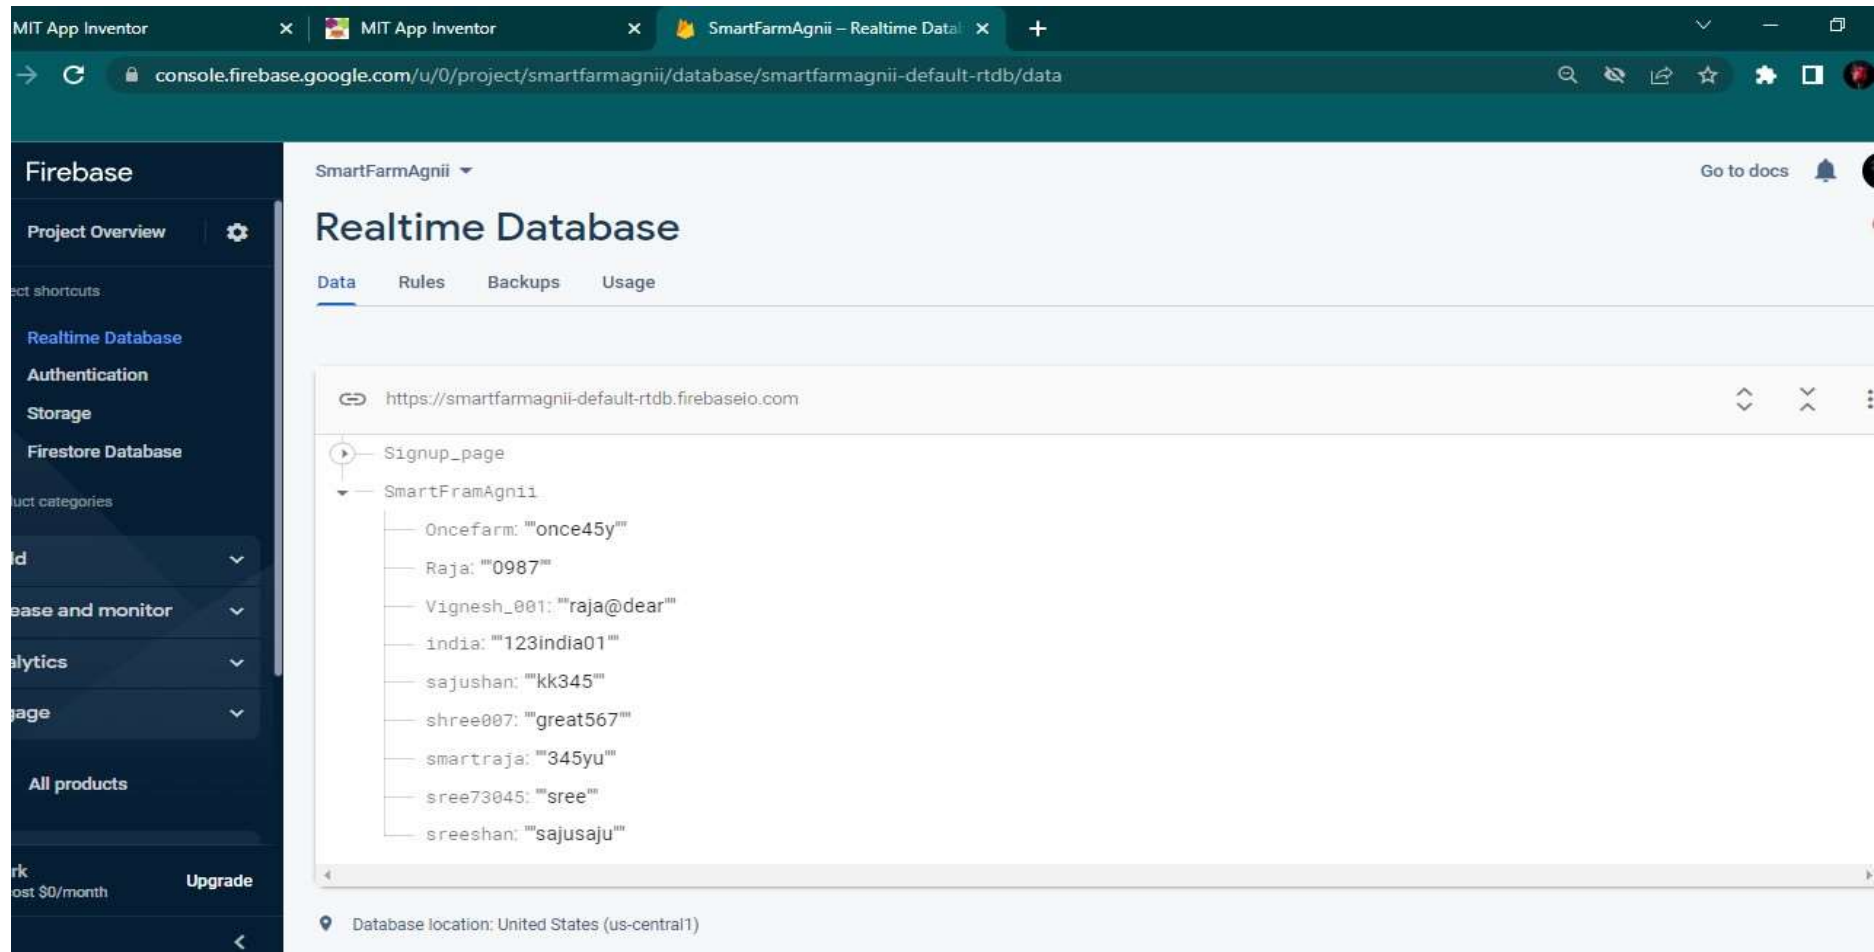 MIT App Inventor
MIT App Inventor
SmartFarmAgnii – Realtime Data
console.firebase.google.com/u/0/project/smartfarmagnii/database/smartfarmagnii-default-rtdb/data
Firebase
SmartFarmAgnii
Go to docs
Project Overview
Realtime Database
Data Rules Backups Usage
ect shortcuts
Realtime Database
Authentication
Storage
Firestore Database
uct categories
ld
ease and monitor
alytics
gage
All products
rk
ost $0/month
Upgrade
https://smartfarmagnii-default-rtdb.firebaseio.com
Signup_page
SmartFramAgnii
Oncefarm: ""once45y""
Raja: ""0987""
Vignesh_001: ""raja@dear""
india: ""123india01""
sajushan: ""kk345""
shree007: ""great567""
smartraja: ""345yu""
sree73045: ""sree""
sreeshan: ""sajusaju""
Database location: United States (us-central1)